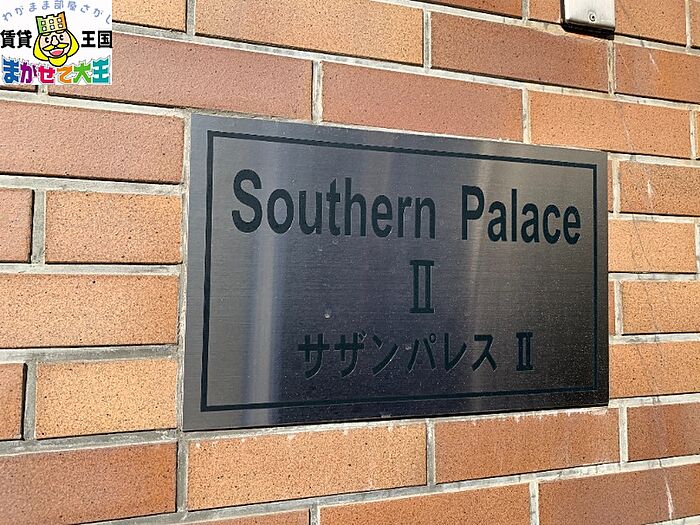 わがまま部屋さがし
賃貸王国
まかせて大王
Southern Palace
Ⅱ
サザンパレス Ⅱ